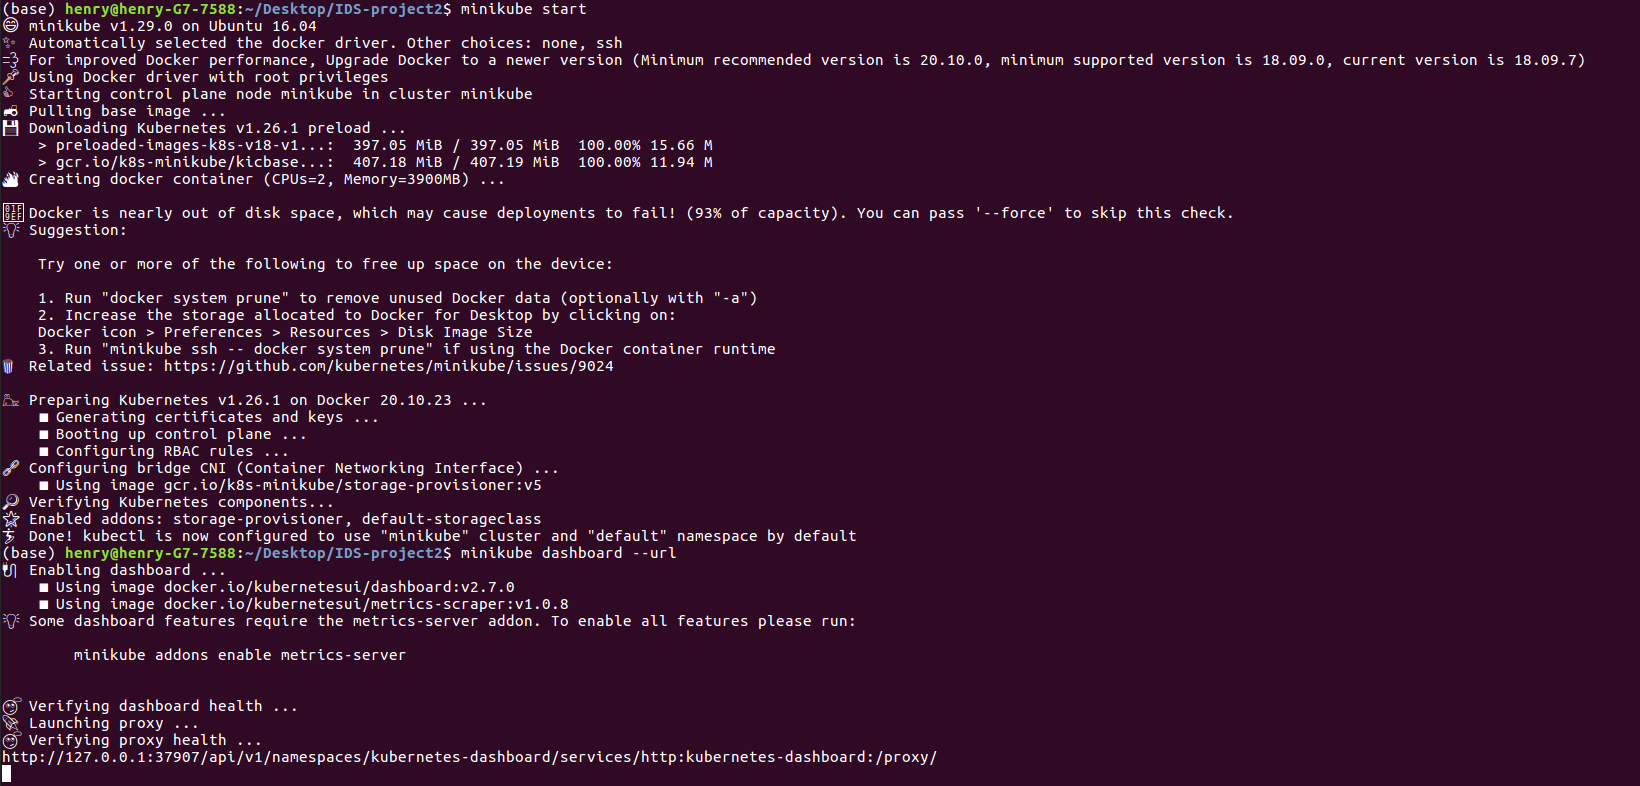 (base) henry@henry-G7-7588:~/Desktop/IDS-project2$ minikube start
😄 minikube v1.29.0 on Ubuntu 16.04
✨ Automatically selected the docker driver. Other choices: none, ssh
💨 For improved Docker performance, Upgrade Docker to a newer version (Minimum recommended version is 20.10.0, minimum supported version is 18.09.0, current version is 18.09.7)
📌 Using Docker driver with root privileges
👍 Starting control plane node minikube in cluster minikube
🚜 Pulling base image ...
💾 Downloading Kubernetes v1.26.1 preload ...
> preloaded-images-k8s-v18-v1...: 397.05 MiB / 397.05 MiB 100.00% 15.66 M
> gcr.io/k8s-minikube/kicbase...: 407.18 MiB / 407.19 MiB 100.00% 11.94 M
🔥 Creating docker container (CPUs=2, Memory=3900MB) ...
🧯 Docker is nearly out of disk space, which may cause deployments to fail! (93% of capacity). You can pass '--force' to skip this check.
💡 Suggestion:
Try one or more of the following to free up space on the device:
1. Run "docker system prune" to remove unused Docker data (optionally with "-a")
2. Increase the storage allocated to Docker for Desktop by clicking on:
Docker icon > Preferences > Resources > Disk Image Size
3. Run "minikube ssh -- docker system prune" if using the Docker container runtime
🗑 Related issue: https://github.com/kubernetes/minikube/issues/9024
🐳 Preparing Kubernetes v1.26.1 on Docker 20.10.23 ...
■ Generating certificates and keys ...
■ Booting up control plane ...
■ Configuring RBAC rules ...
🔗 Configuring bridge CNI (Container Networking Interface) ...
■ Using image gcr.io/k8s-minikube/storage-provisioner:v5
🔎 Verifying Kubernetes components...
🌟 Enabled addons: storage-provisioner, default-storageclass
🏄 Done! kubectl is now configured to use "minikube" cluster and "default" namespace by default
(base) henry@henry-G7-7588:~/Desktop/IDS-project2$ minikube dashboard --url
🔌 Enabling dashboard ...
■ Using image docker.io/kubernetesui/dashboard:v2.7.0
■ Using image docker.io/kubernetesui/metrics-scraper:v1.0.8
💡 Some dashboard features require the metrics-server addon. To enable all features please run:
minikube addons enable metrics-server
🤔 Verifying dashboard health ...
🚀 Launching proxy ...
🤔 Verifying proxy health ...
http://127.0.0.1:37907/api/v1/namespaces/kubernetes-dashboard/services/http:kubernetes-dashboard:/proxy/